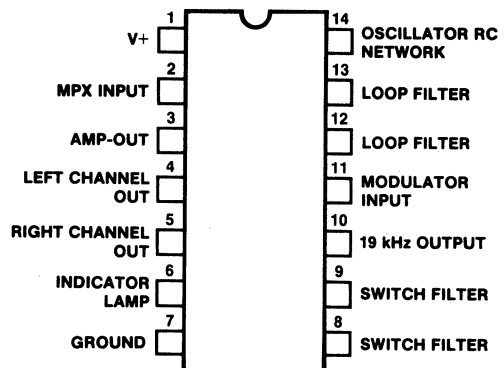 1
V+
2
MPX INPUT
3
AMP-OUT
4
LEFT CHANNEL
OUT
5
RIGHT CHANNEL
OUT
6
INDICATOR
LAMP
7
GROUND
14
OSCILLATOR RC
NETWORK
13
LOOP FILTER
12
LOOP FILTER
11
MODULATOR
INPUT
10
19 kHz OUTPUT
9
SWITCH FILTER
8
SWITCH FILTER